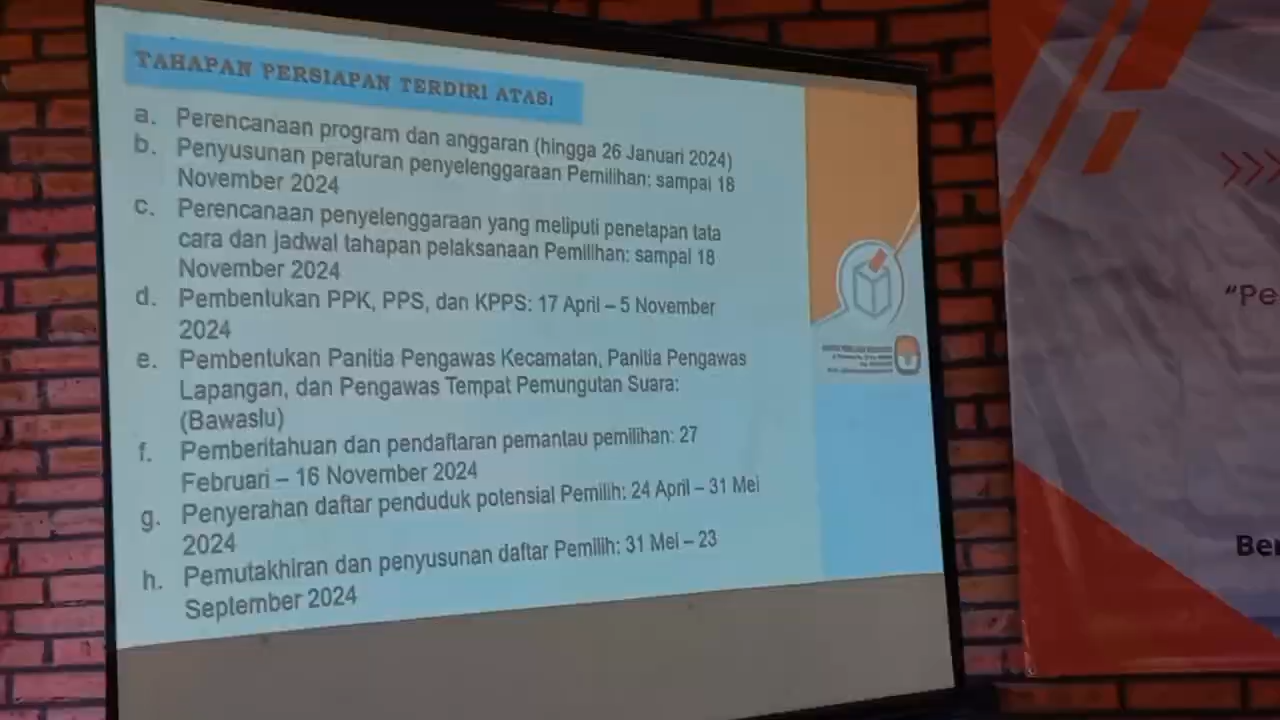 TAHAPAN PERSIAPAN TERDIRI ATAS:
a. Perencanaan program dan anggaran (hingga 26 Januari 2024)
b. Penyusunan peraturan penyelenggaraan Pemilihan: sampai 18
November 2024
c. Perencanaan penyelenggaraan yang meliputi penetapan tata
cara dan jadwal tahapan pelaksanaan Pemilihan: sampai 18
November 2024
d. Pembentukan PPK, PPS, dan KPPS: 17 April – 5 November
2024
e. Pembentukan Panitia Pengawas Kecamatan, Panitia Pengawas
Lapangan, dan Pengawas Tempat Pemungutan Suara:
(Bawaslu)
f. Pemberitahuan dan pendaftaran pemantau pemilihan: 27
Februari – 16 November 2024
g. Penyerahan daftar penduduk potensial Pemilih: 24 April – 31 Mei
2024
h. Pemutakhiran dan penyusunan daftar Pemilih: 31 Mei – 23
September 2024
“Pe
Ber